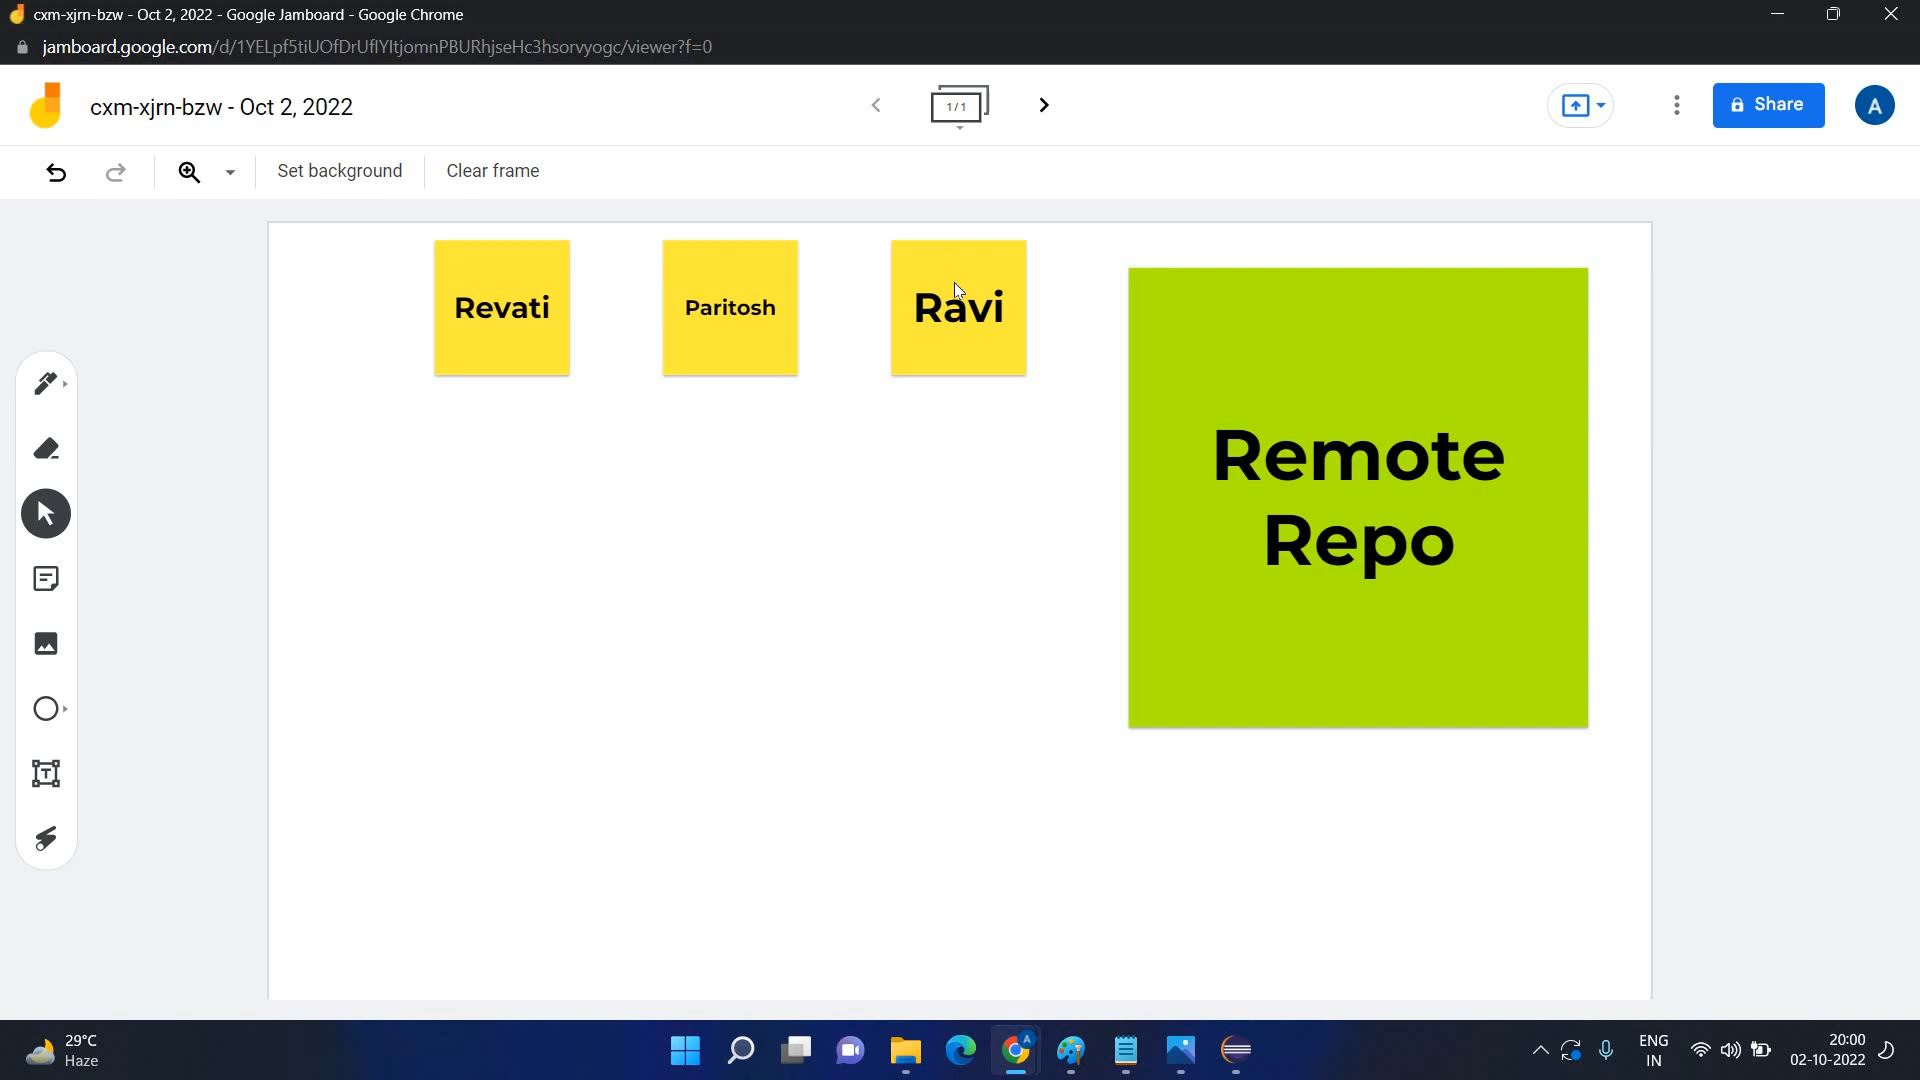 cxm-xjrn-bzw - Oct 2, 2022 - Google Jamboard - Google Chrome
jamboard.google.com/d/1YELpf5tiUOfDrUflYltjomnPBURhjseHc3hsorvyogc/viewer?f=0
cxm-xjrn-bzw - Oct 2, 2022
1/1
Share
A
Set background
Clear frame
Revati
Paritosh
Ravi
Remote
Repo
T
29°C
Haze
A
ENG
IN
20:00
02-10-2022